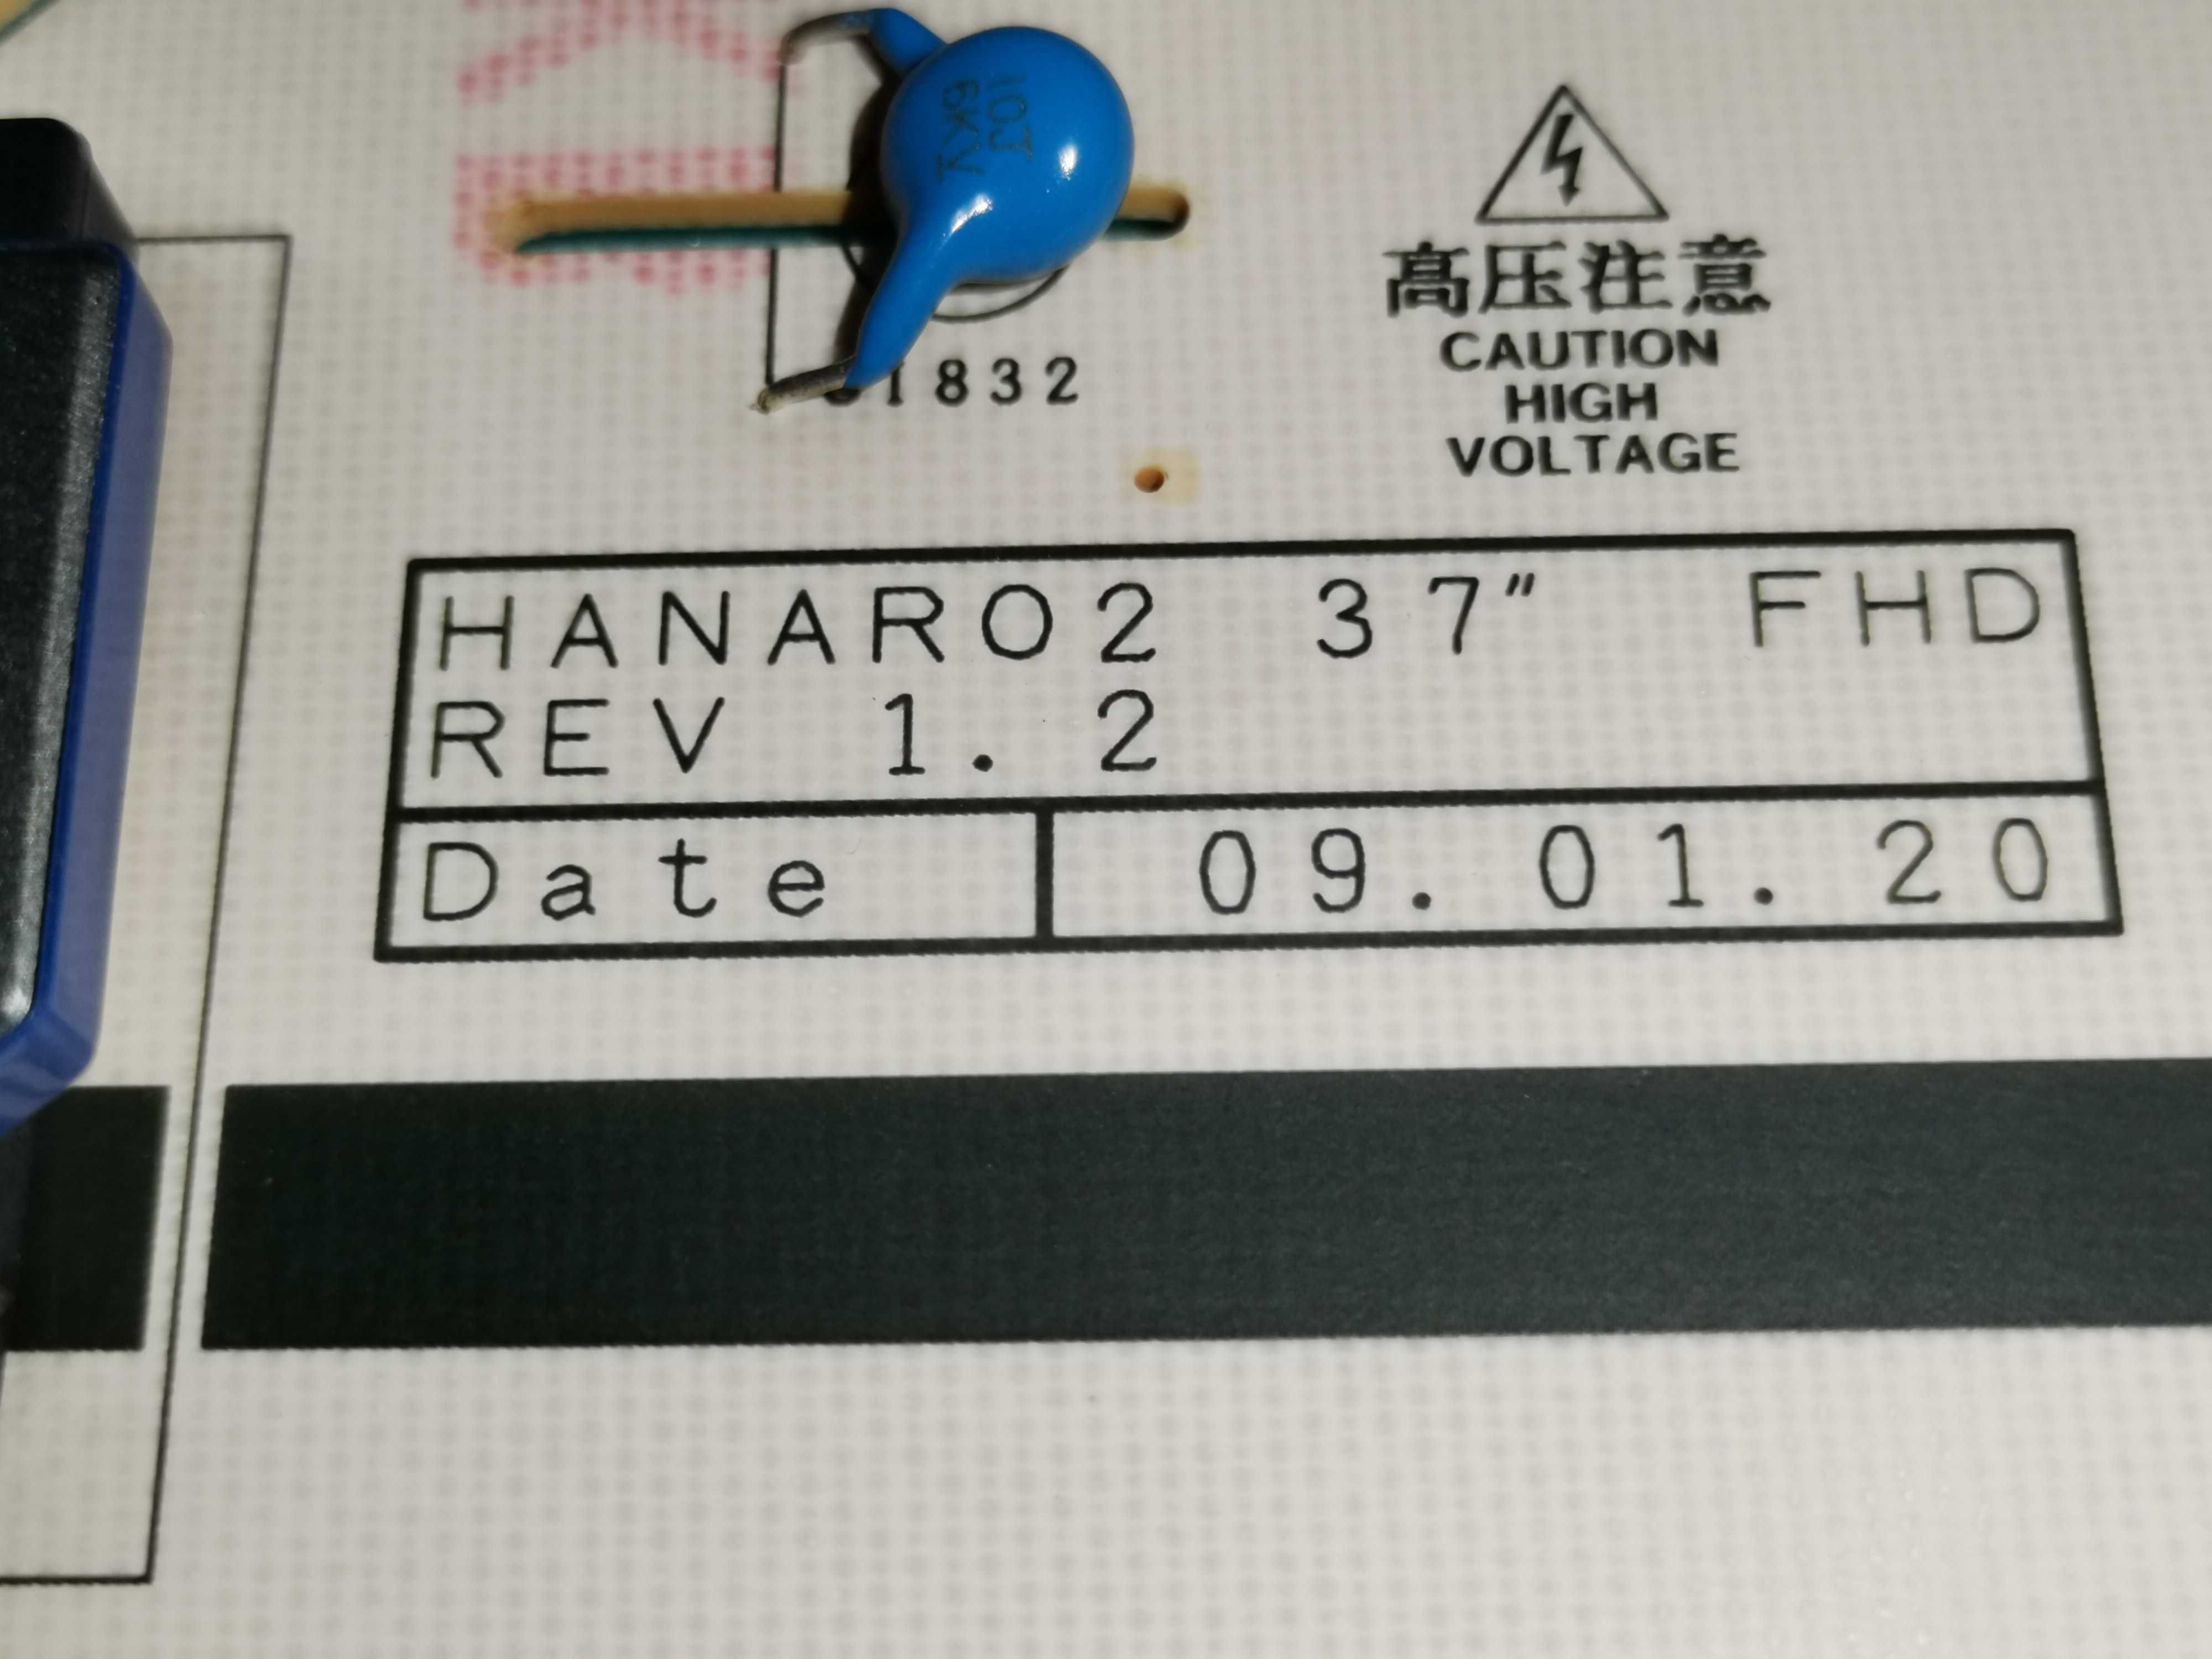 10J
6KV
1832
高压注意
CAUTION
HIGH
VOLTAGE
HANARO2 37" FHD
REV 1.2
Date 09.01.20